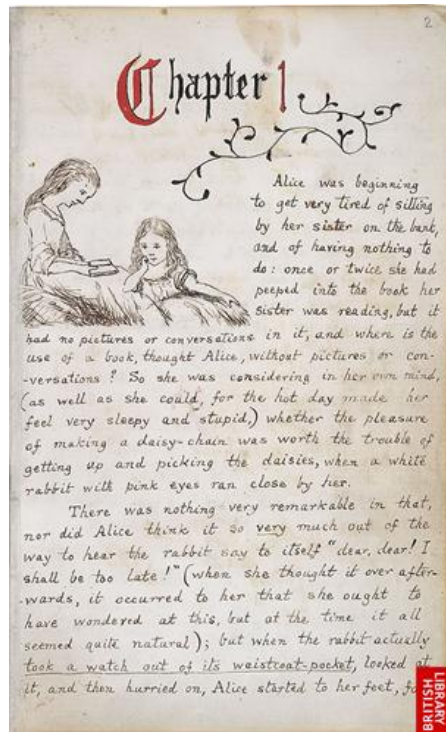 2
Chapter 1
Alice was beginning
to get very tired of sitting
by her sister on the bank,
and of having nothing to
do: once or twice she had
peeped into the book her
sister was reading, but it
had no pictures or conversations in it, and where is the
use of a book, thought Alice, without pictures or con-
-versations? So she was considering in her own mind,
(as well as she could, for the hot day made her
feel very sleepy and stupid,) whether the pleasure
of making a daisy-chain was worth the trouble of
getting up and picking the daisies, when a white
rabbit with pink eyes ran close by her.
There was nothing very remarkable in that,
nor did Alice think it so very much out of the
way to hear the rabbit say to itself "dear, dear! I
shall be too late!" (when she thought it over after-
-wards, it occurred to her that she ought to
have wondered at this, but at the time it all
seemed quite natural); but when the rabbit actually
took a watch out of its waistcoat-pocket, looked at
it, and then hurried on, Alice started to her feet,
BRITISH
LIBRARY